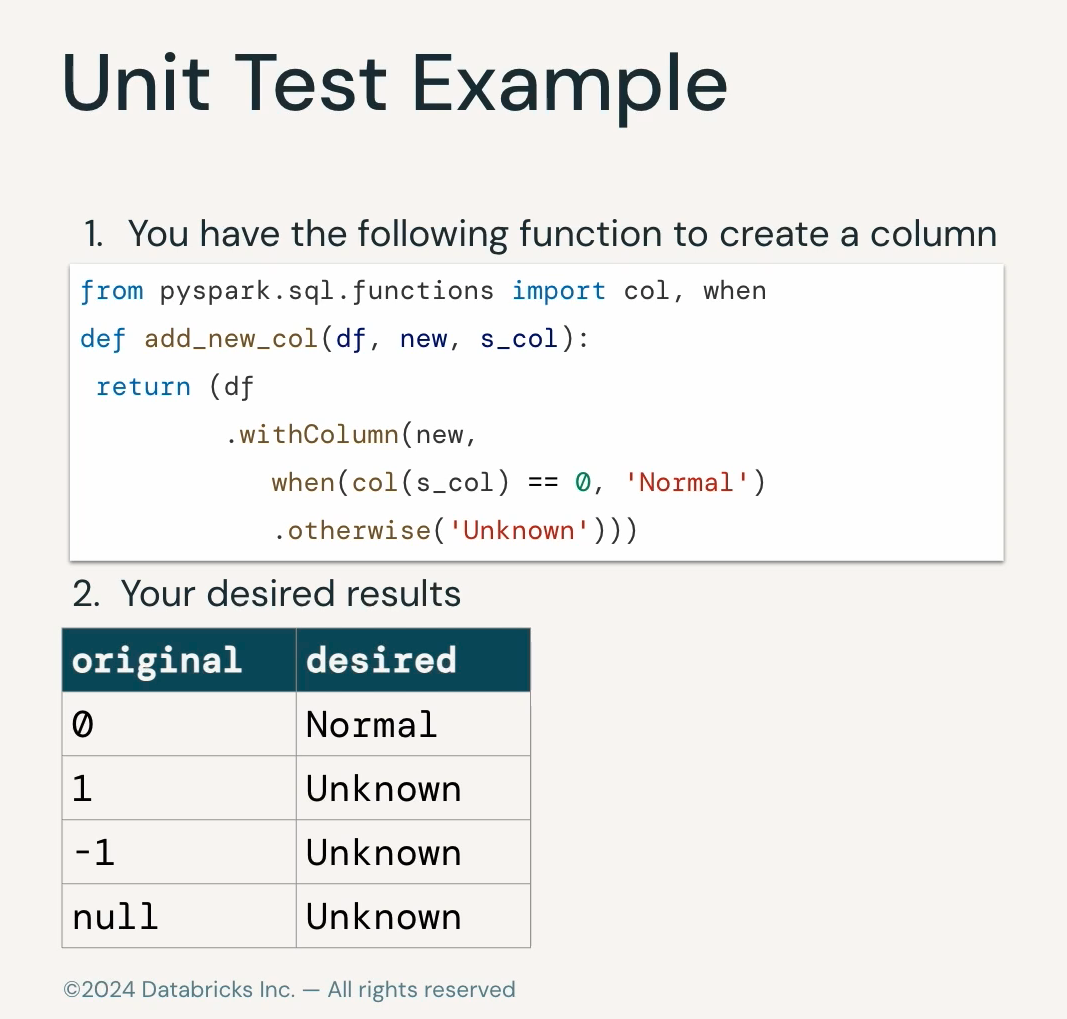 Unit Test Example
1. You have the following function to create a column
from pyspark.sql.functions import col, when
def add_new_col(df, new, s_col):
 return (df
         .withColumn(new,
            when(col(s_col) == 0, 'Normal')
            .otherwise('Unknown')))
2. Your desired results
original desired
0 Normal
1 Unknown
-1 Unknown
null Unknown
©2024 Databricks Inc. — All rights reserved